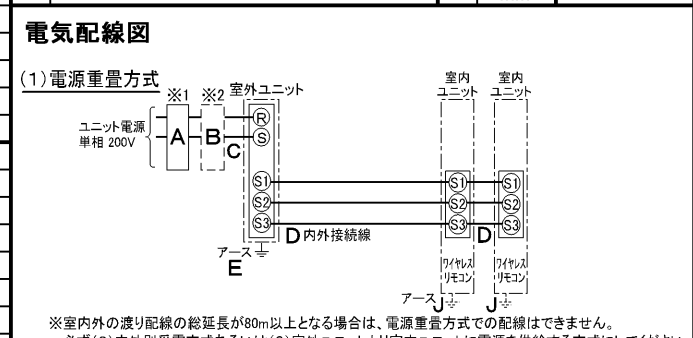 電気配線図
(1)電源重畳方式
※1 ※2 室外ユニット
室内
ユニット
室内
ユニット
ユニット電源
単相 200V
A
B
C
R
S
S1
S2
S3
S1
S2
S3
S1
S2
S3
D 内外接続線
D
アース
E
ワイヤレス
リモコン
ワイヤレス
リモコン
アース J
J
※室内外の渡り配線の総延長が80m以上となる場合は、電源重畳方式での配線はできません。